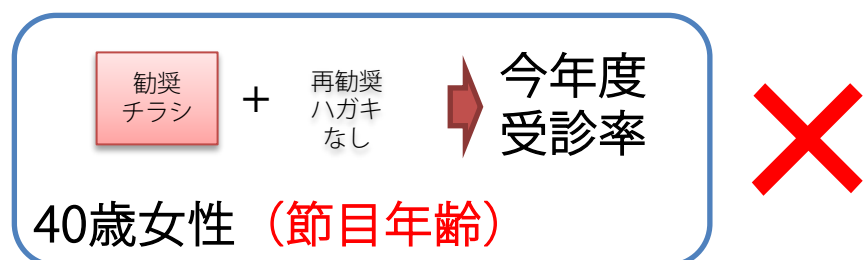 勧奨
チラシ
+
再勧奨
ハガキ
なし
今年度
受診率
40歳女性（節目年齢）